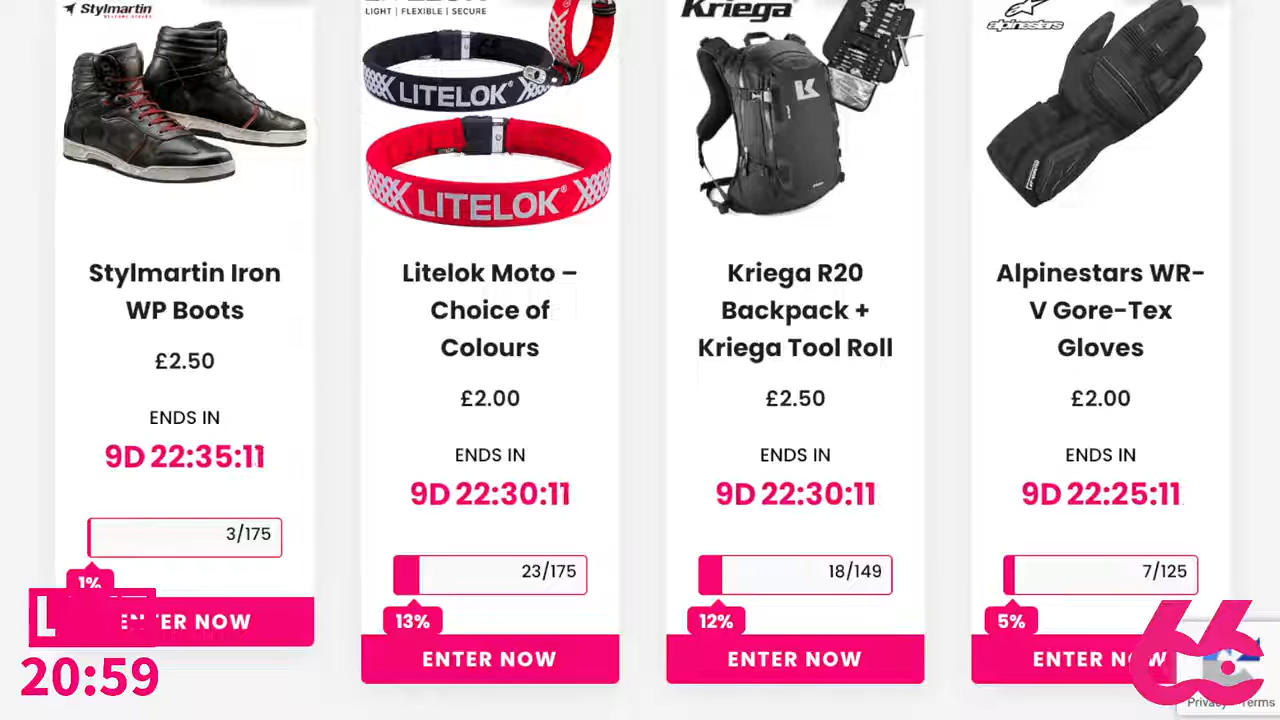 Stylmartin
LIGHT | FLEXIBLE | SECURE
LITELOK®
LITELOK®
Kriega
alpinestars
Stylmartin Iron
WP Boots
£2.50
ENDS IN
9D 22:35:11
3/175
1%
ENTER NOW
Litelok Moto –
Choice of
Colours
£2.00
ENDS IN
9D 22:30:11
23/175
13%
ENTER NOW
Kriega R20
Backpack +
Kriega Tool Roll
£2.50
ENDS IN
9D 22:30:11
18/149
12%
ENTER NOW
Alpinestars WR-
V Gore-Tex
Gloves
£2.00
ENDS IN
9D 22:25:11
7/125
5%
ENTER NOW
20:59
66
Terms